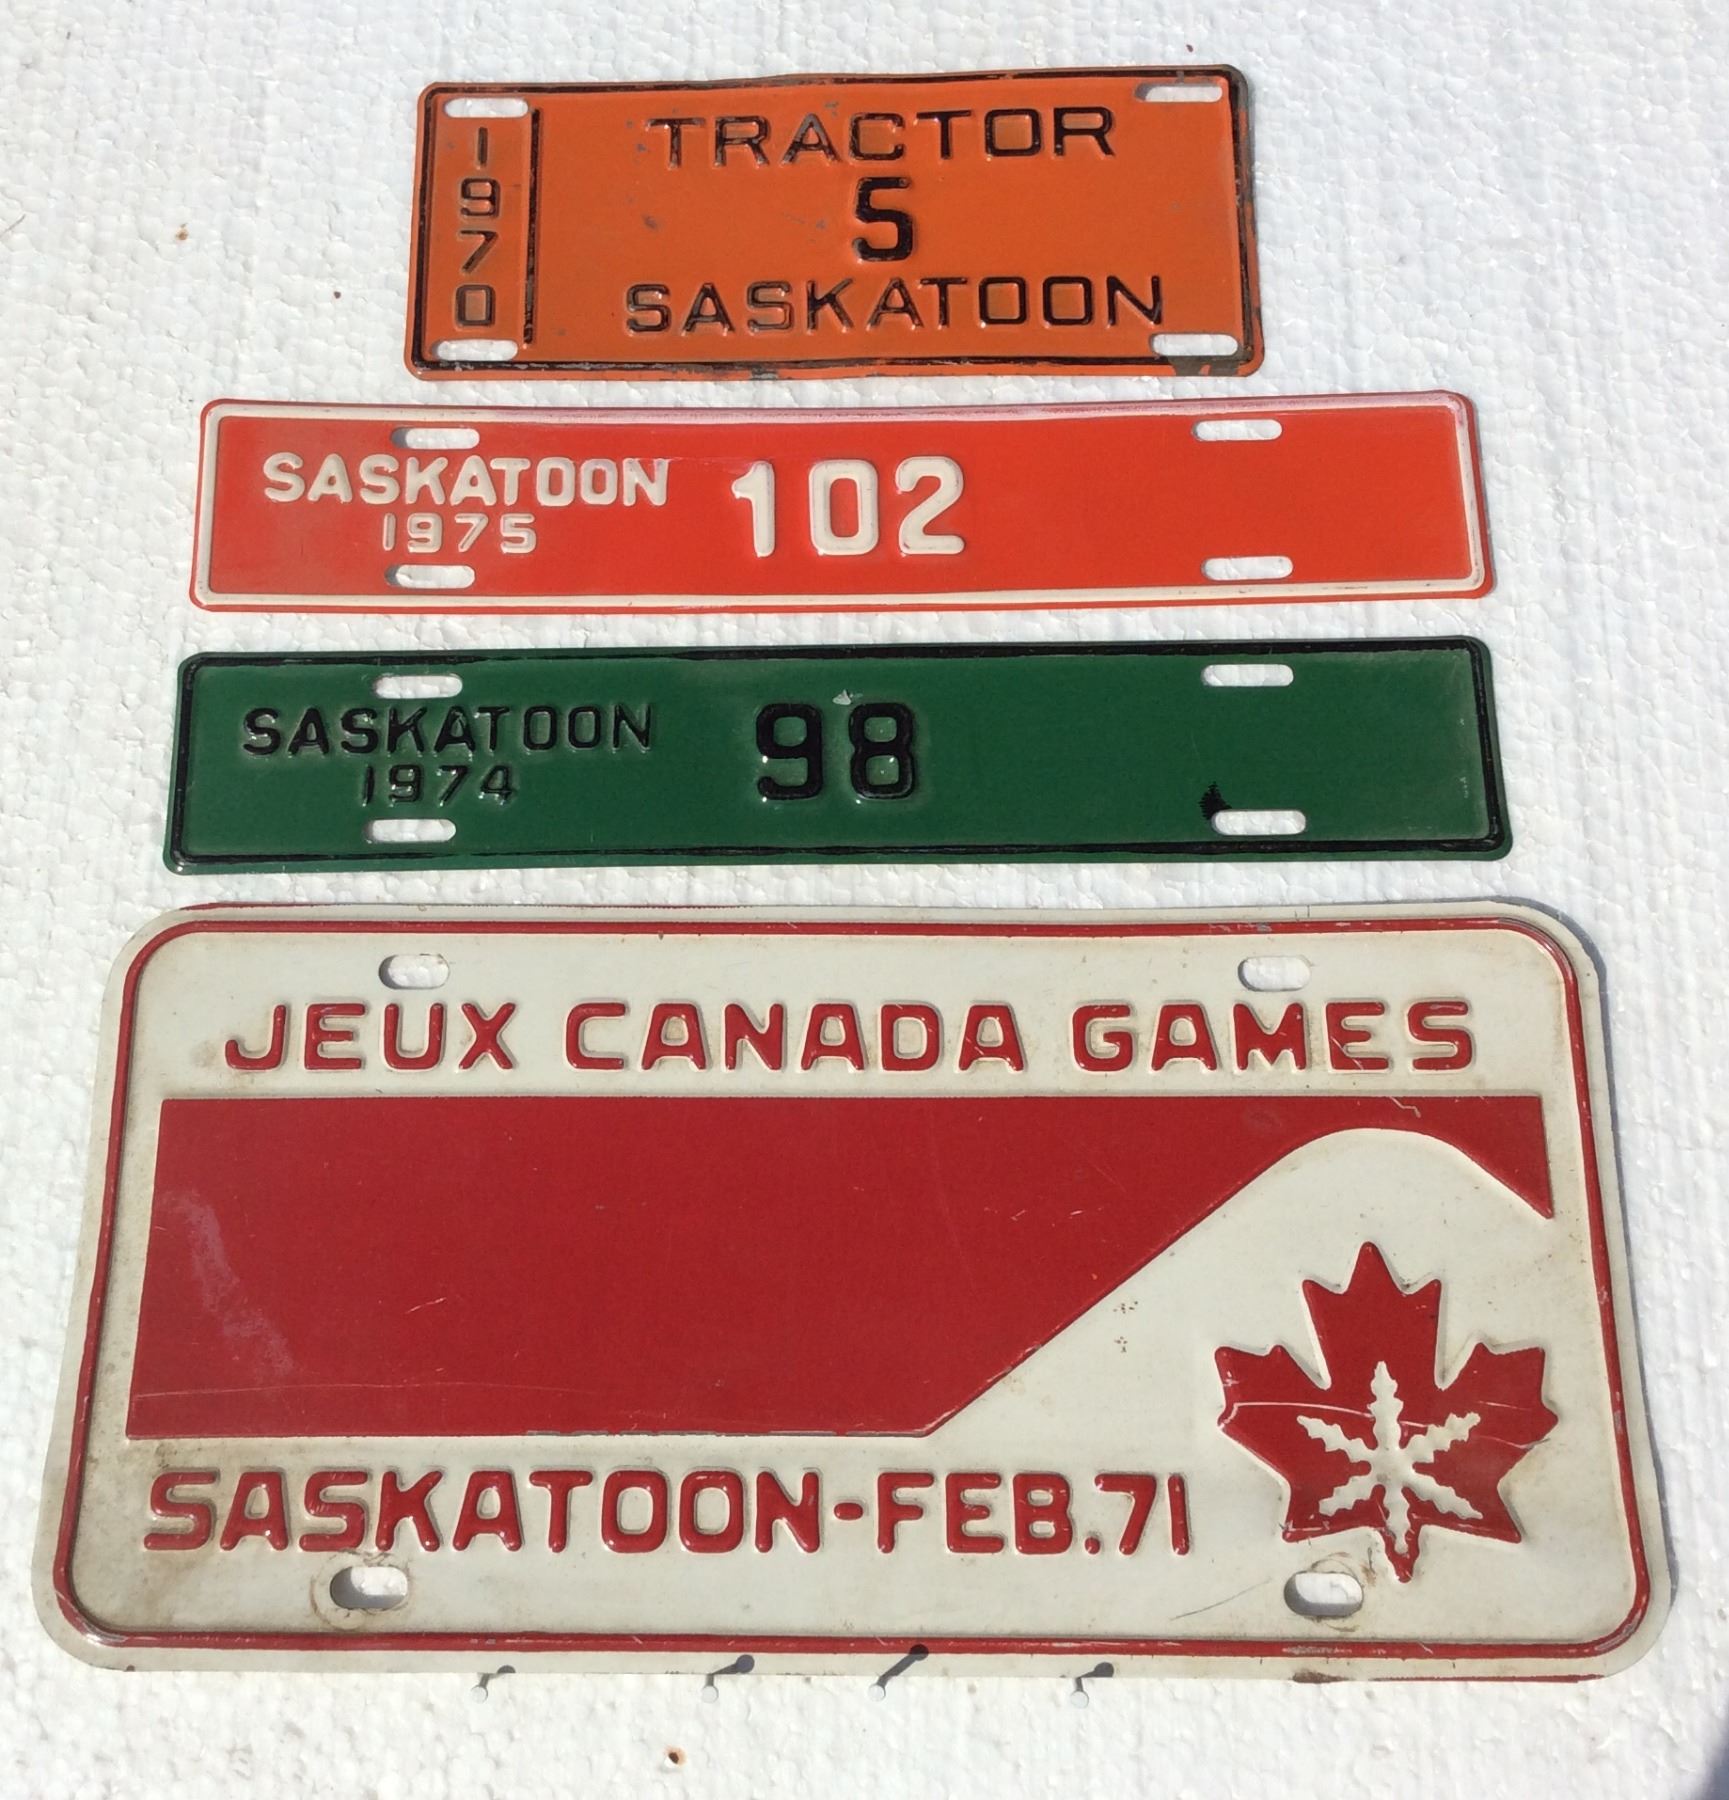 1970
TRACTOR
5
SASKATOON
SASKATOON 102
1975
SASKATOON 98
1974
JEUX CANADA GAMES
SASKATOON-FEB.71